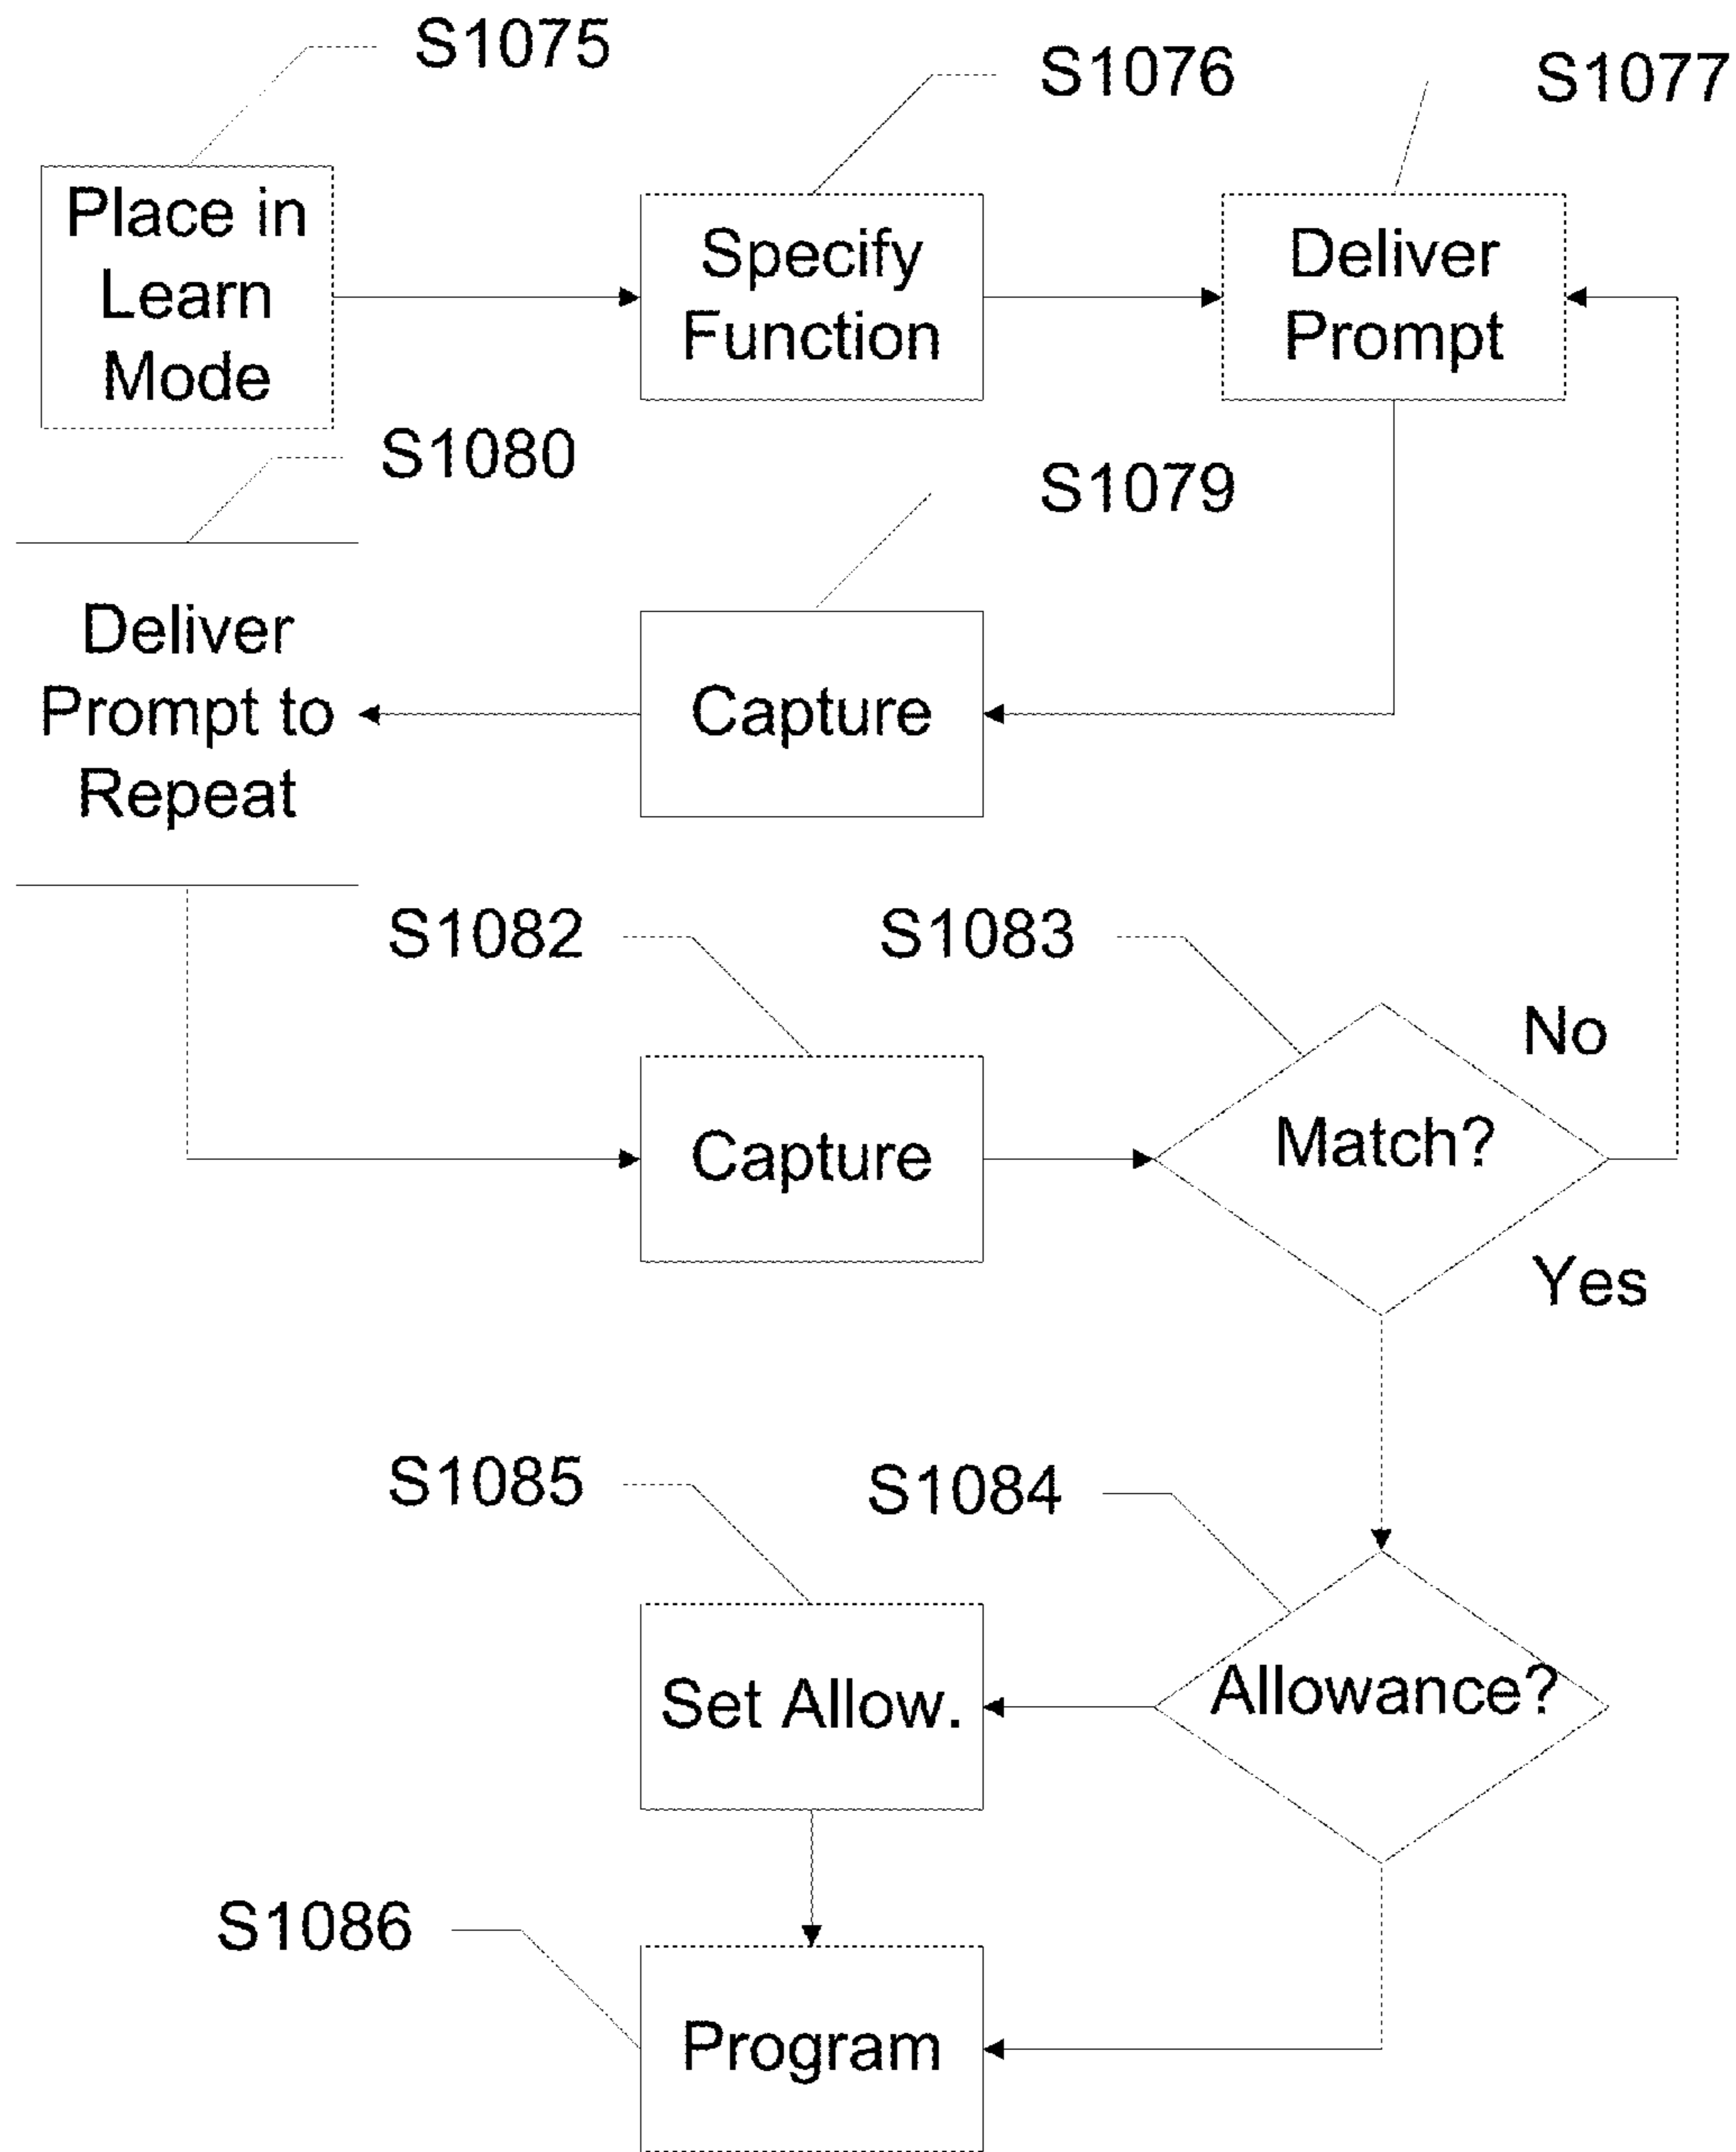 S1075
S1076
S1077
Place in
Learn
Mode
Specify
Function
Deliver
Prompt
S1080
S1079
Deliver
Prompt to
Repeat
Capture
S1082
S1083
No
Capture
Match?
Yes
S1085
S1084
Set Allow.
Allowance?
S1086
Program